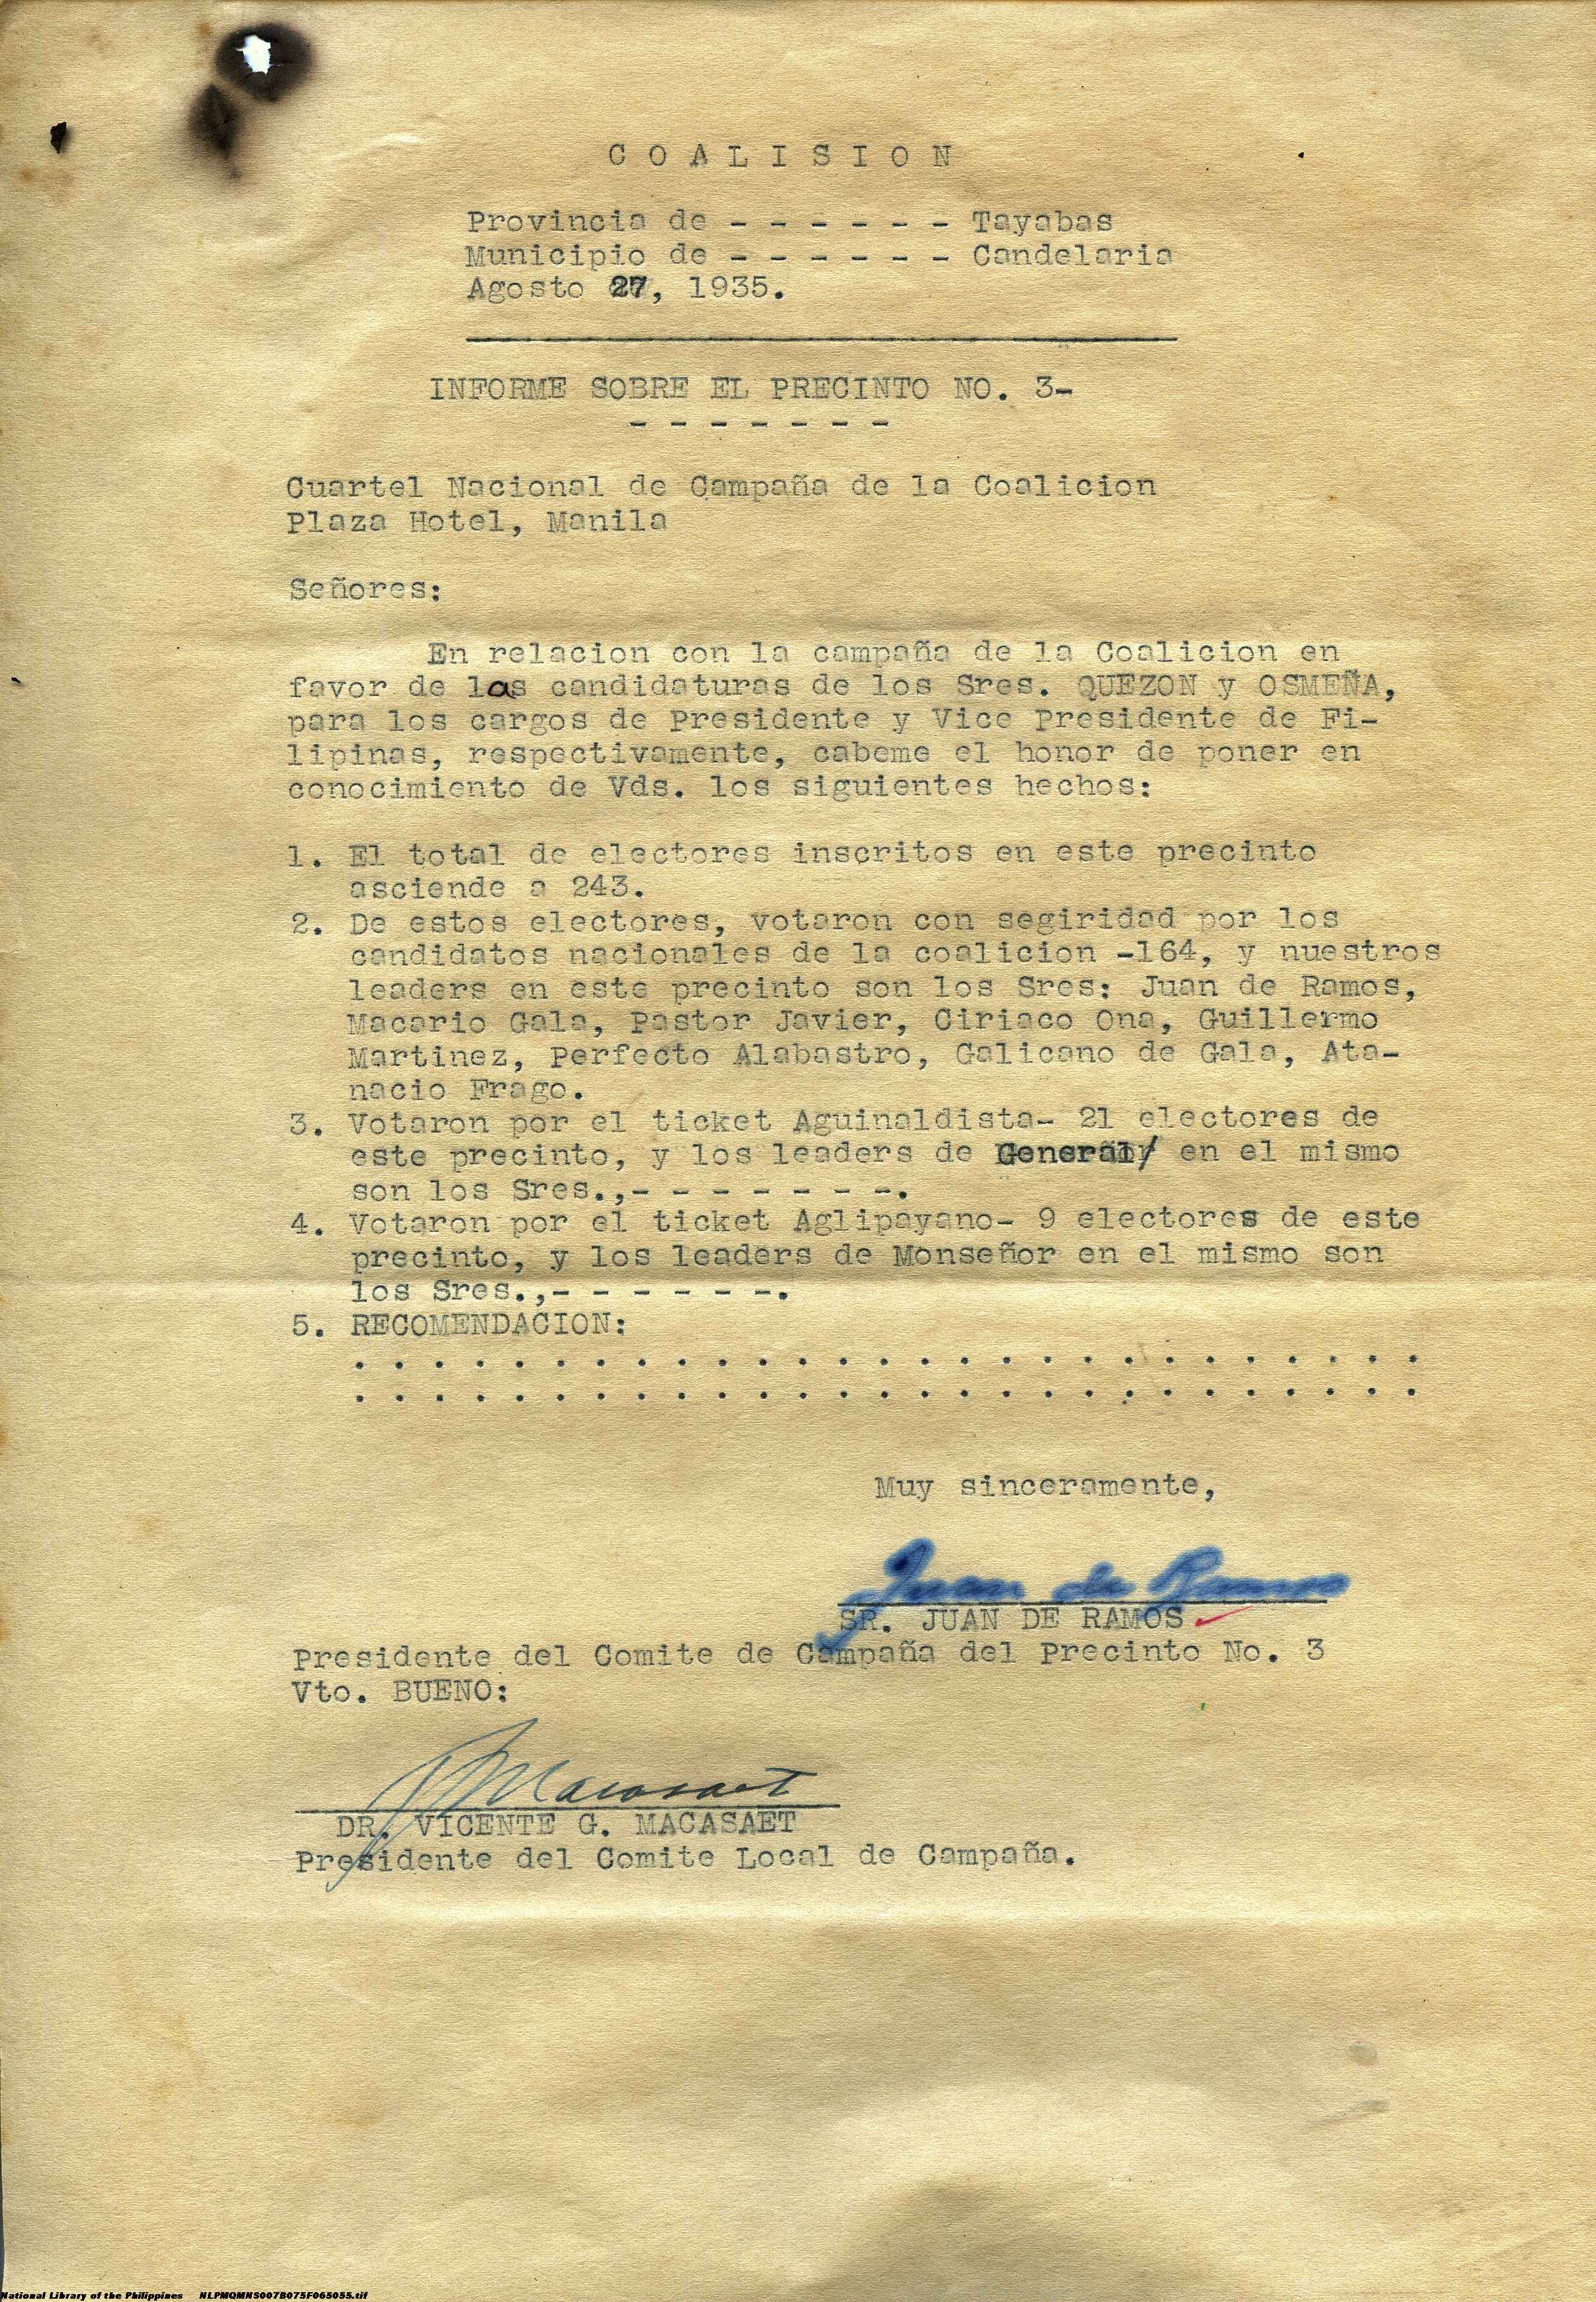 COALISION
Provincia de - - - - - - Tayabas
Municipio de - - - - - - Candelaria
Agosto 27, 1935.
INFORME SOBRE EL PRECINTO NO. 3-
- - - - - - -
Cuartel Nacional de Campaña de la Coalicion
Plaza Hotel, Manila
Señores:
En relacion con la campaña de la Coalicion en
favor de las candidaturas de los Sres. QUEZON y OSMEÑA,
para los cargos de Presidente y Vice Presidente de Fi-
lipinas, respectivamente, cabeme el honor de poner en
conocimiento de Vds. los siguientes hechos:
1. El total de electores inscritos en este precinto
asciende a 243.
2. De estos electores, votaron con segiridad por los
candidatos nacionales de la coalicion -164, y nuestros
leaders en este precinto son los Sres: Juan de Ramos,
Macario Gala, Pastor Javier, Ciriaco Ona, Guillermo
Martinez, Perfecto Alabastro, Galicano de Gala, Ata-
nacio Frago.
3. Votaron por el ticket Aguinaldista- 21 electores de
este precinto, y los leaders de General/ en el mismo
son los Sres.,- - - - - - -.
4. Votaron por el ticket Aglipayano- 9 electores de este
precinto, y los leaders de Monseñor en el mismo son
los Sres.,- - - - - -.
5. RECOMENDACION:
. . . . . . . . . . . . . . . . . . . . . . . . . . .
. . . . . . . . . . . . . . . . . . . . . . . . . . .
Muy sinceramente,
Juan de Ramos
SR. JUAN DE RAMOS
Presidente del Comite de Campaña del Precinto No. 3
Vto. BUENO:
Macasaet
DR. VICENTE G. MACASAET
Presidente del Comite Local de Campaña.
National Library of the Philippines NLPMQMNS007B075F065055.tif